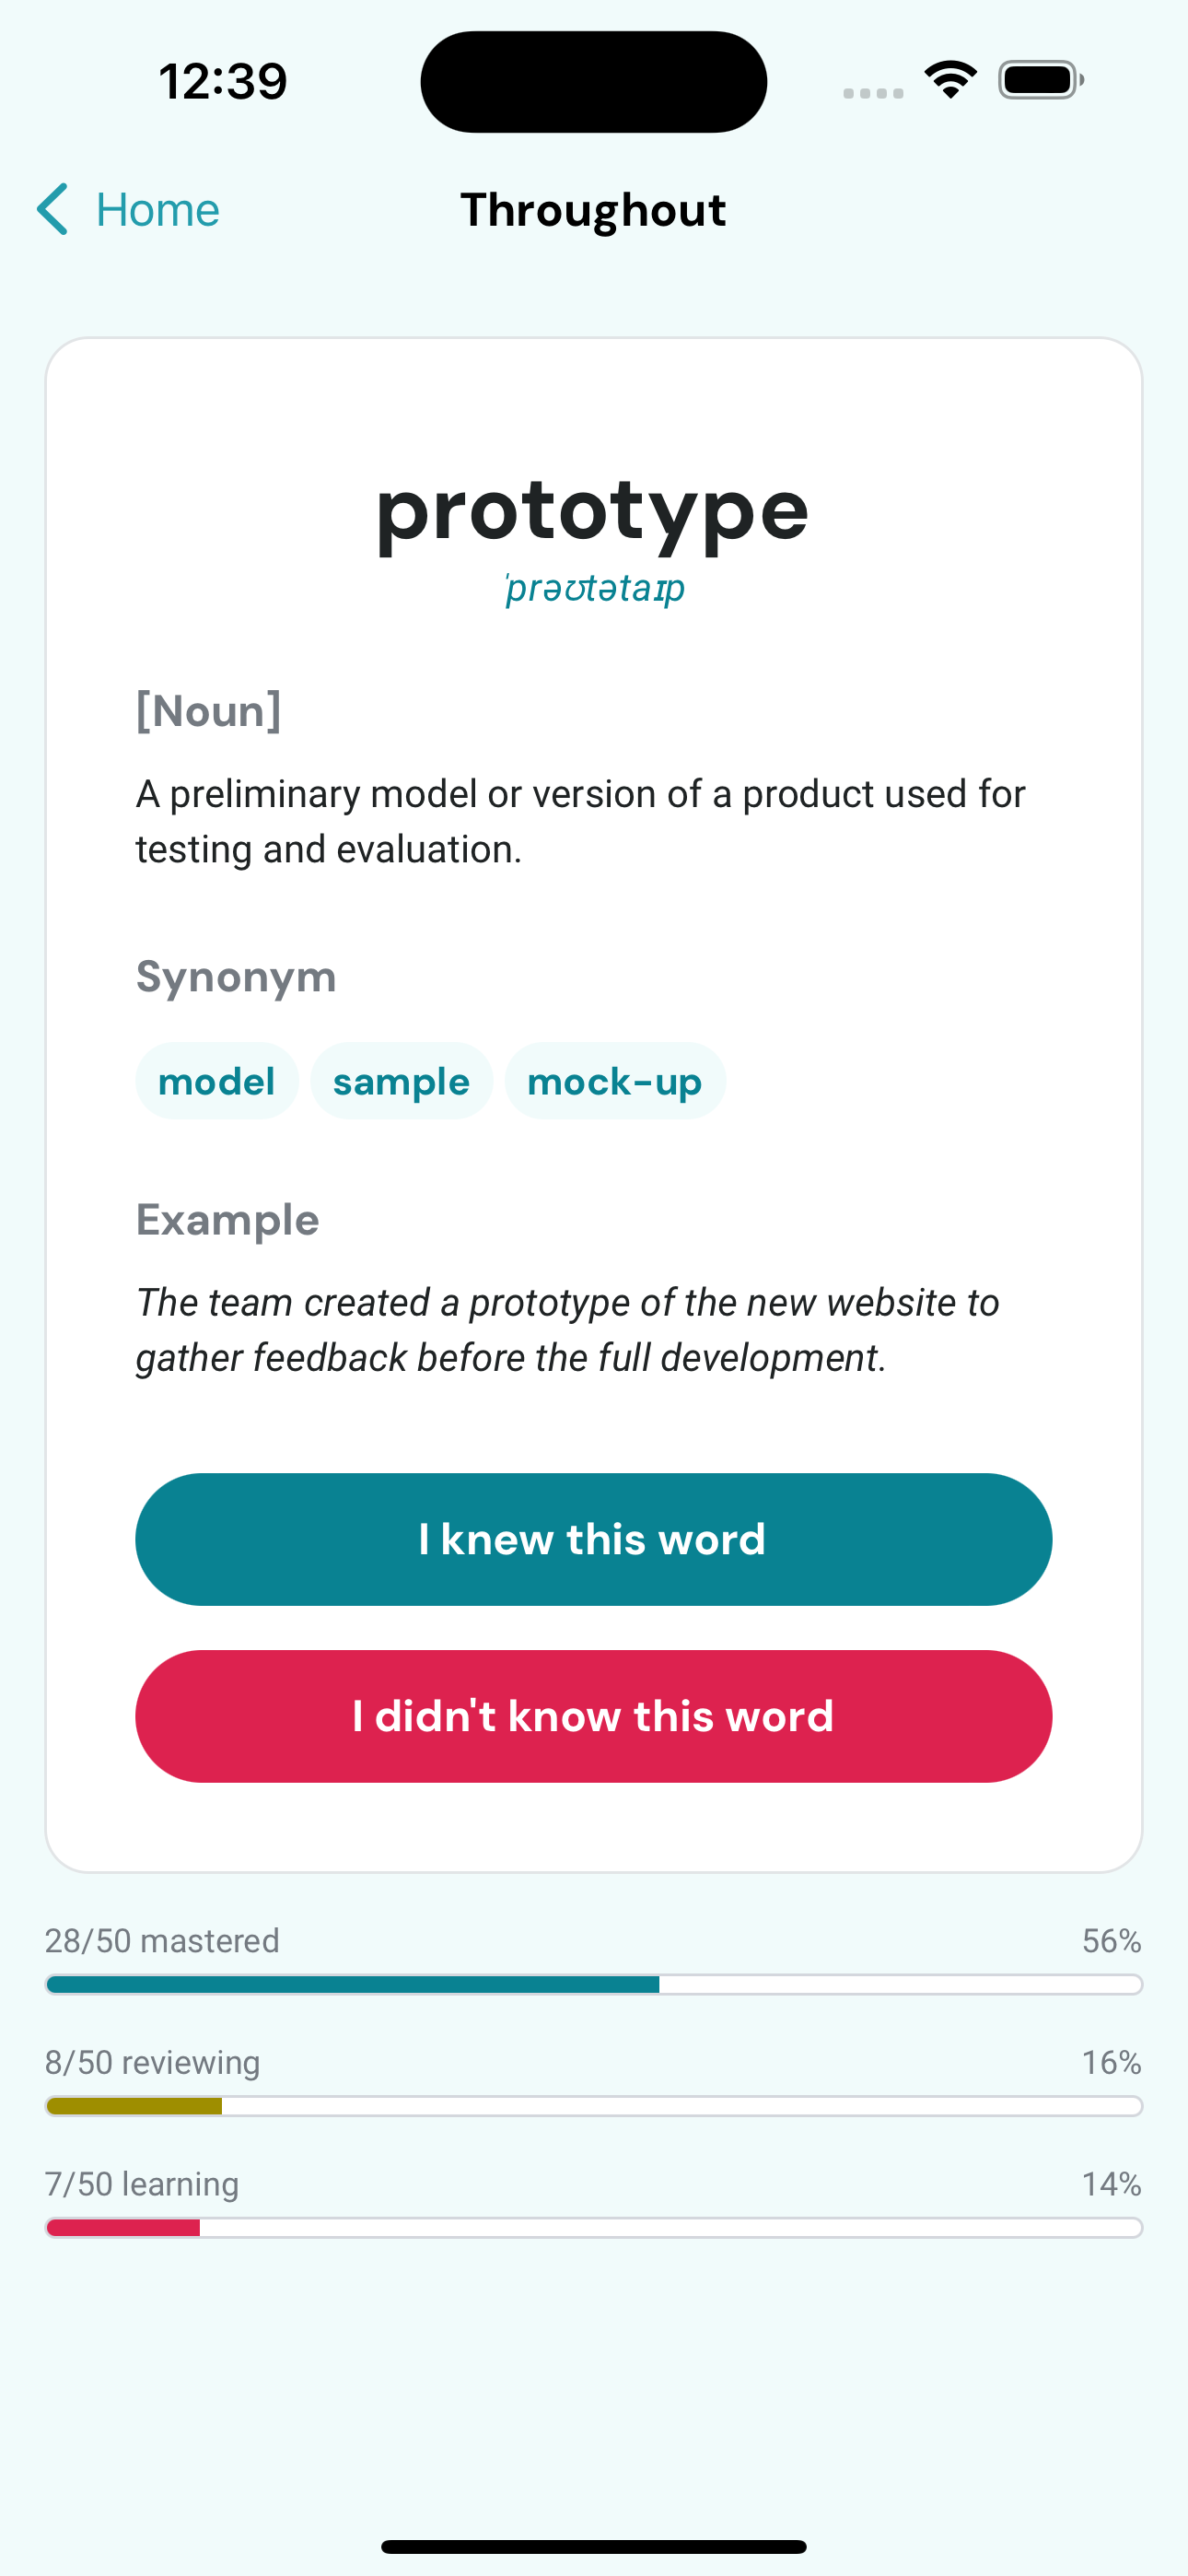 12:39
Home
Throughout
prototype
ˈprəʊtətaɪp
[Noun]
A preliminary model or version of a product used for
testing and evaluation.
Synonym
model sample mock-up
Example
The team created a prototype of the new website to
gather feedback before the full development.
I knew this word
I didn't know this word
28/50 mastered 56%
8/50 reviewing 16%
7/50 learning 14%